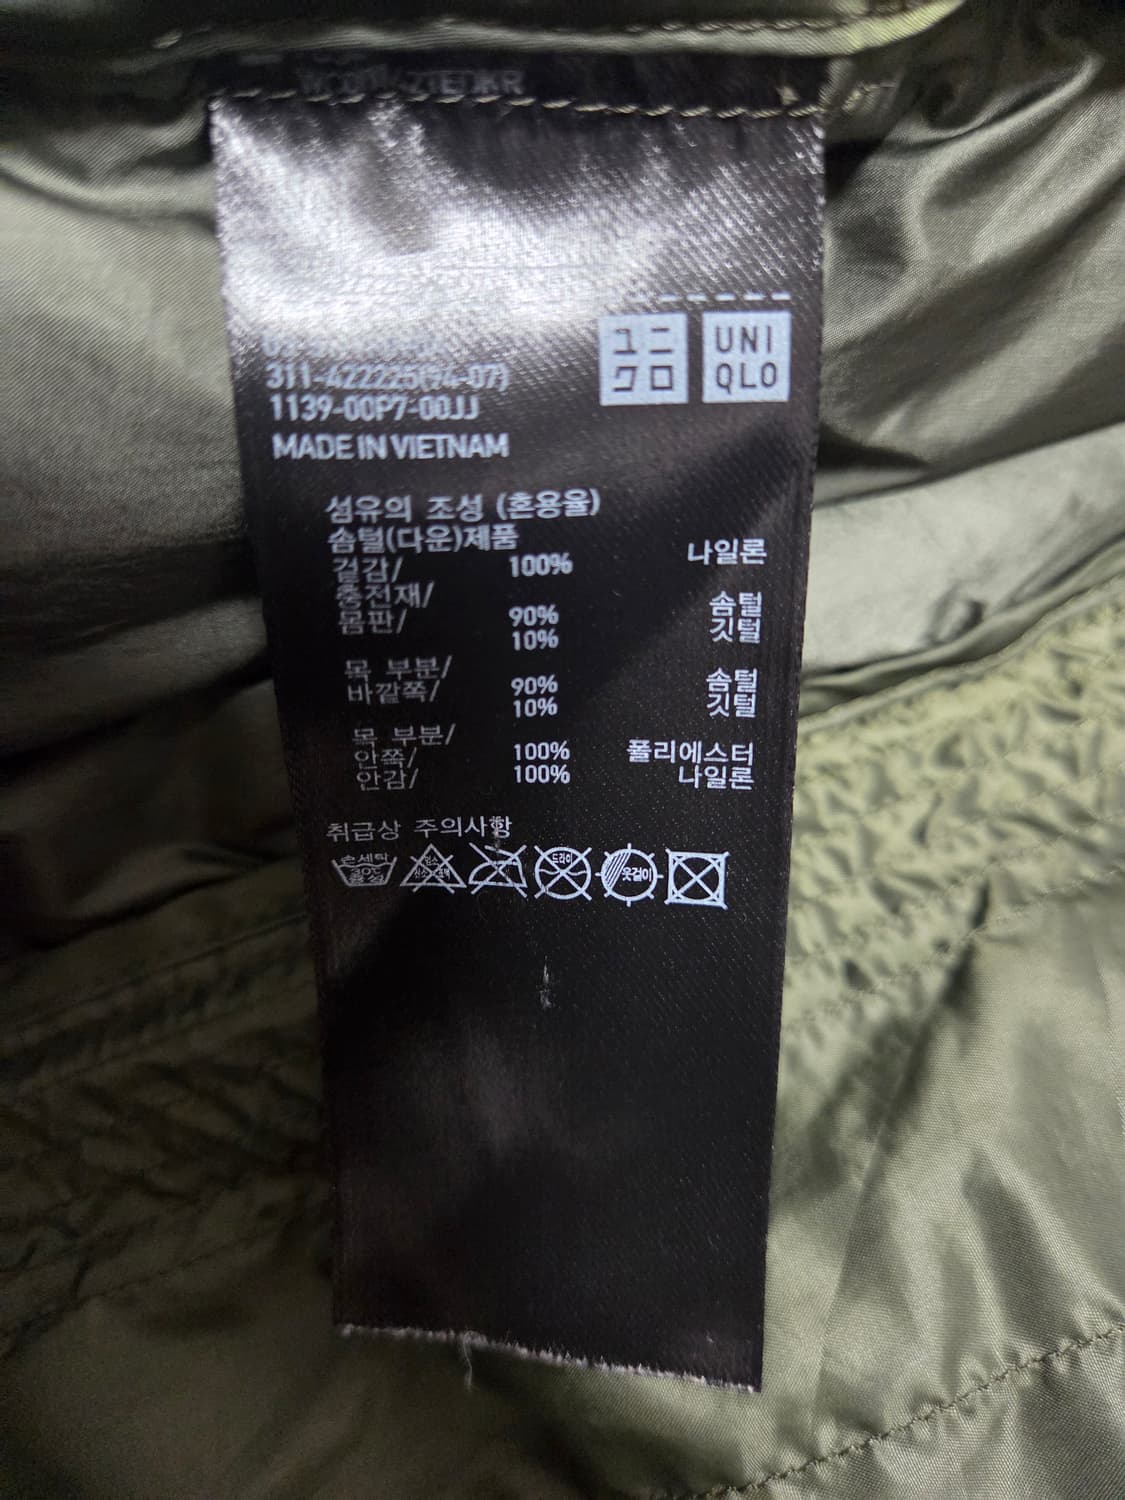 ユニクロ
UNIQLO
311-422225(94-07)
1139-00P7-00JJ
MADE IN VIETNAM
섬유의 조성 (혼용율)
솜털(다운)제품
겉감/ 100% 나일론
충전재/
몸판/ 90% 솜털
10% 깃털
목 부분/
바깥쪽/ 90% 솜털
10% 깃털
목 부분/
안쪽/ 100% 폴리에스터
안감/ 100% 나일론
취급상 주의사항
손세탁 드라이 옷걸이